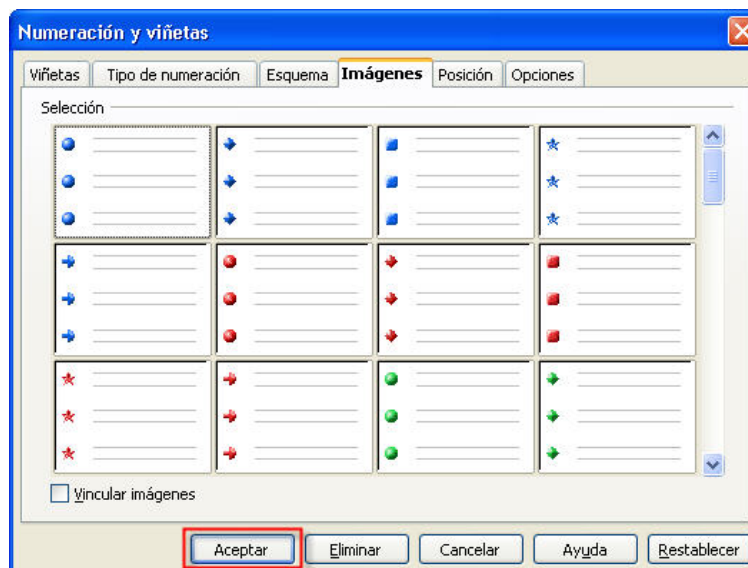 Numeración y viñetas
Viñetas Tipo de numeración Esquema Imágenes Posición Opciones
Selección
Vincular imágenes
Aceptar Eliminar Cancelar Ayuda Restablecer